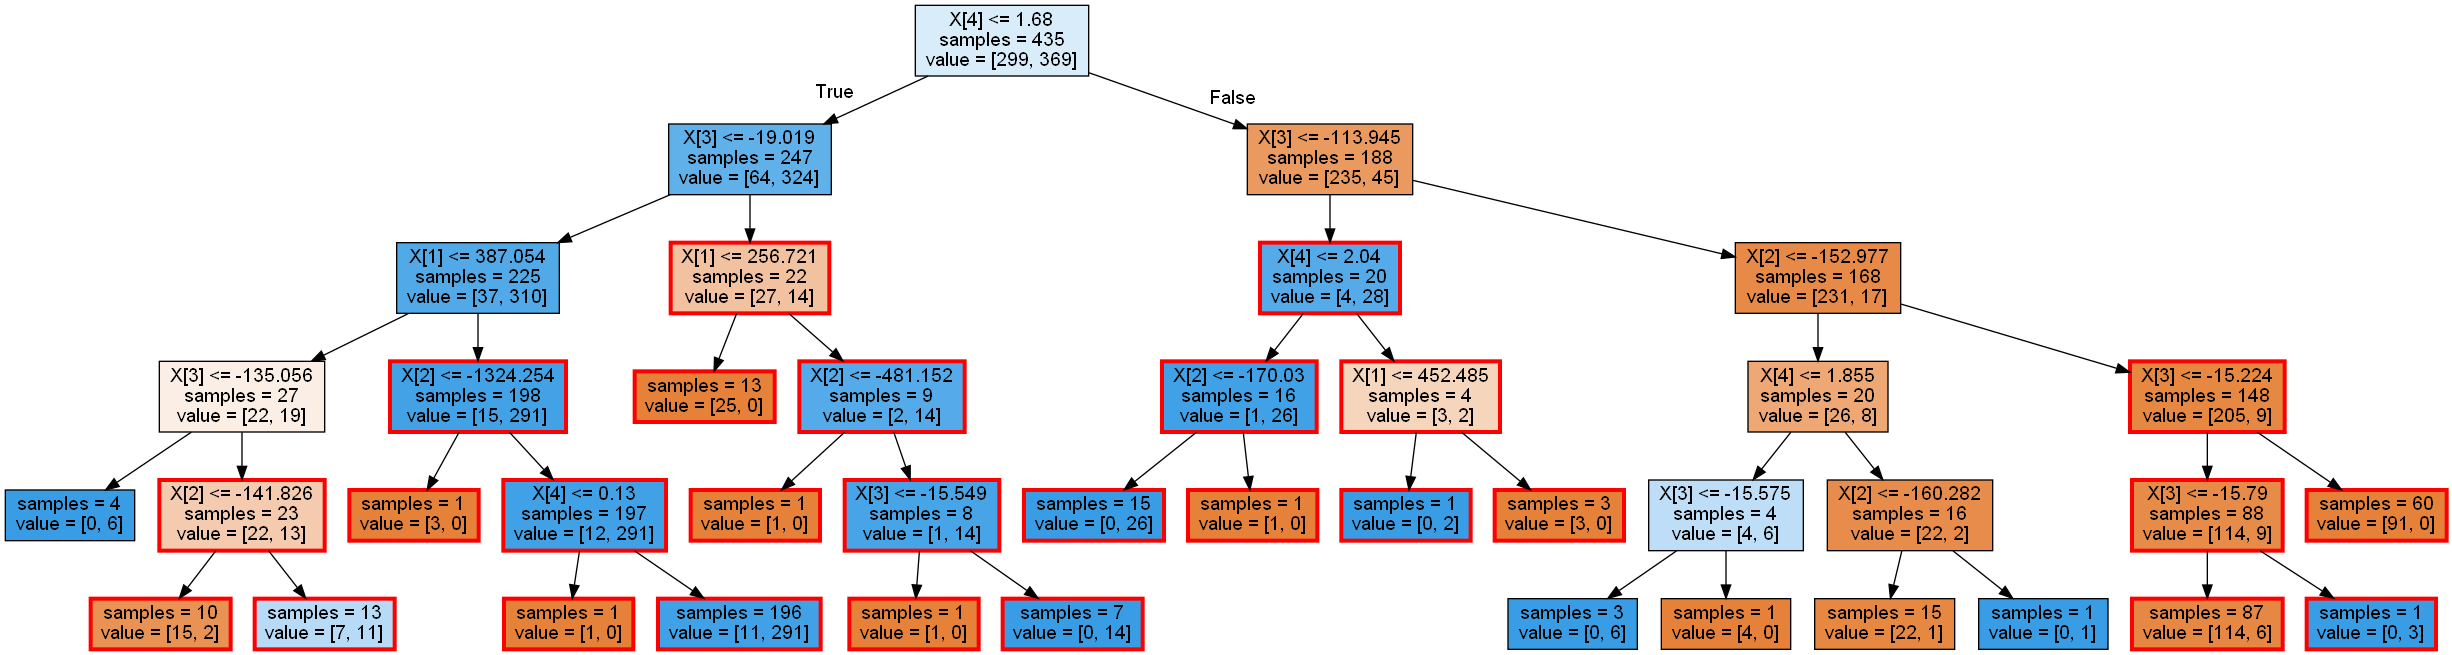 X[4] <= 1.68
samples = 435
value = [299, 369]
True
False
X[3] <= -19.019
samples = 247
value = [64, 324]
X[3] <= -113.945
samples = 188
value = [235, 45]
X[1] <= 387.054
samples = 225
value = [37, 310]
X[1] <= 256.721
samples = 22
value = [27, 14]
X[4] <= 2.04
samples = 20
value = [4, 28]
X[2] <= -152.977
samples = 168
value = [231, 17]
X[3] <= -135.056
samples = 27
value = [22, 19]
X[2] <= -1324.254
samples = 198
value = [15, 291]
samples = 13
value = [25, 0]
X[2] <= -481.152
samples = 9
value = [2, 14]
X[2] <= -170.03
samples = 16
value = [1, 26]
X[1] <= 452.485
samples = 4
value = [3, 2]
X[4] <= 1.855
samples = 20
value = [26, 8]
X[3] <= -15.224
samples = 148
value = [205, 9]
samples = 4
value = [0, 6]
X[2] <= -141.826
samples = 23
value = [22, 13]
samples = 1
value = [3, 0]
X[4] <= 0.13
samples = 197
value = [12, 291]
samples = 1
value = [1, 0]
X[3] <= -15.549
samples = 8
value = [1, 14]
samples = 15
value = [0, 26]
samples = 1
value = [1, 0]
samples = 1
value = [0, 2]
samples = 3
value = [3, 0]
X[3] <= -15.575
samples = 4
value = [4, 6]
X[2] <= -160.282
samples = 16
value = [22, 2]
X[3] <= -15.79
samples = 88
value = [114, 9]
samples = 60
value = [91, 0]
samples = 10
value = [15, 2]
samples = 13
value = [7, 11]
samples = 1
value = [1, 0]
samples = 196
value = [11, 291]
samples = 1
value = [1, 0]
samples = 7
value = [0, 14]
samples = 3
value = [0, 6]
samples = 1
value = [4, 0]
samples = 15
value = [22, 1]
samples = 1
value = [0, 1]
samples = 87
value = [114, 6]
samples = 1
value = [0, 3]